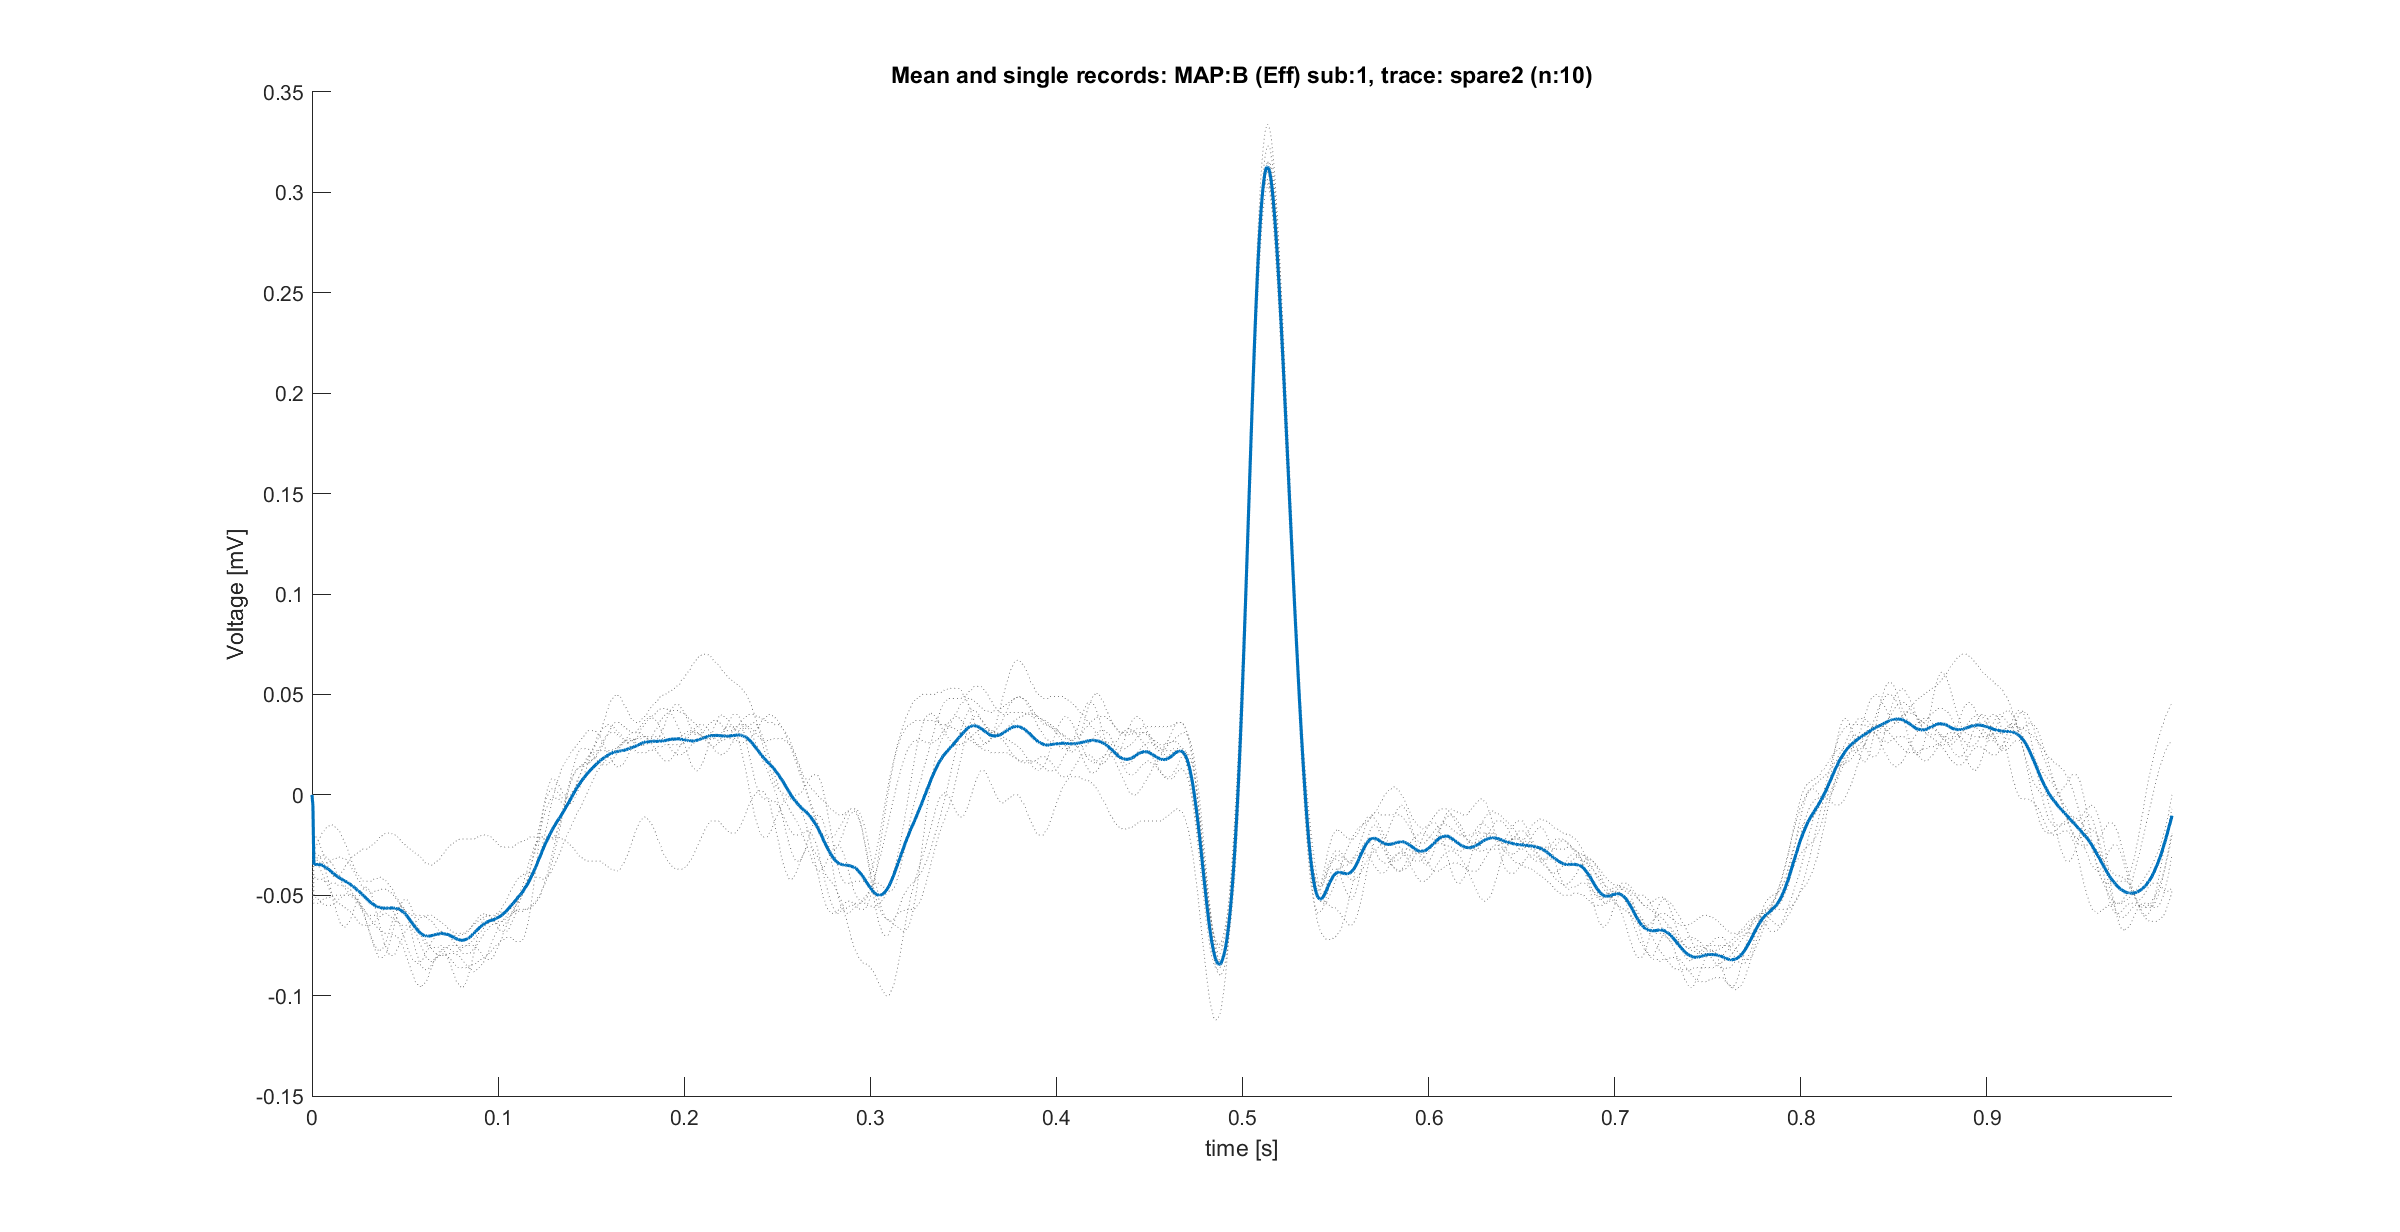 Mean and single records: MAP:B (Eff) sub:1, trace: spare2 (n:10)
0.35
0.3
0.25
0.2
0.15
0.1
0.05
0
-0.05
-0.1
-0.15
Voltage [mV]
0 0.1 0.2 0.3 0.4 0.5 0.6 0.7 0.8 0.9
time [s]